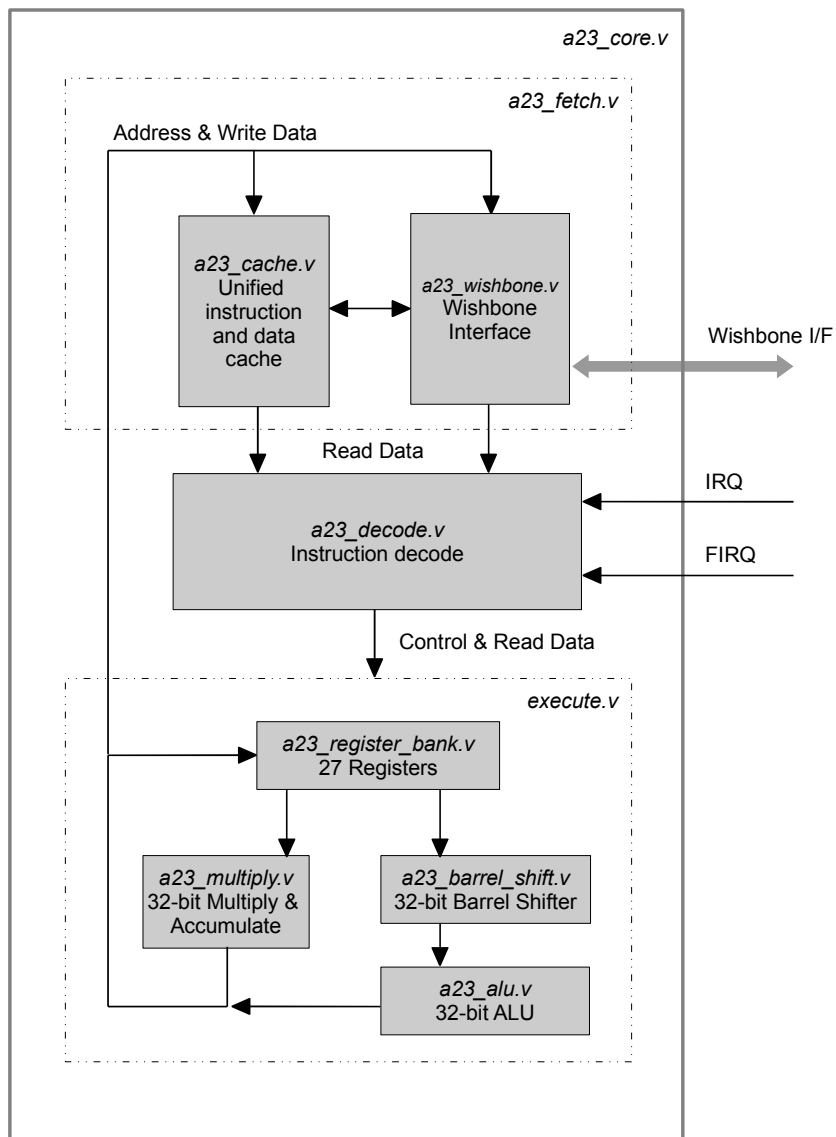 a23_core.v
a23_fetch.v
Address & Write Data
a23_cache.v
Unified
instruction
and data
cache
a23_wishbone.v
Wishbone
Interface
Wishbone I/F
Read Data
IRQ
a23_decode.v
Instruction decode
FIRQ
Control & Read Data
execute.v
a23_register_bank.v
27 Registers
a23_multiply.v
32-bit Multiply &
Accumulate
a23_barrel_shift.v
32-bit Barrel Shifter
a23_alu.v
32-bit ALU